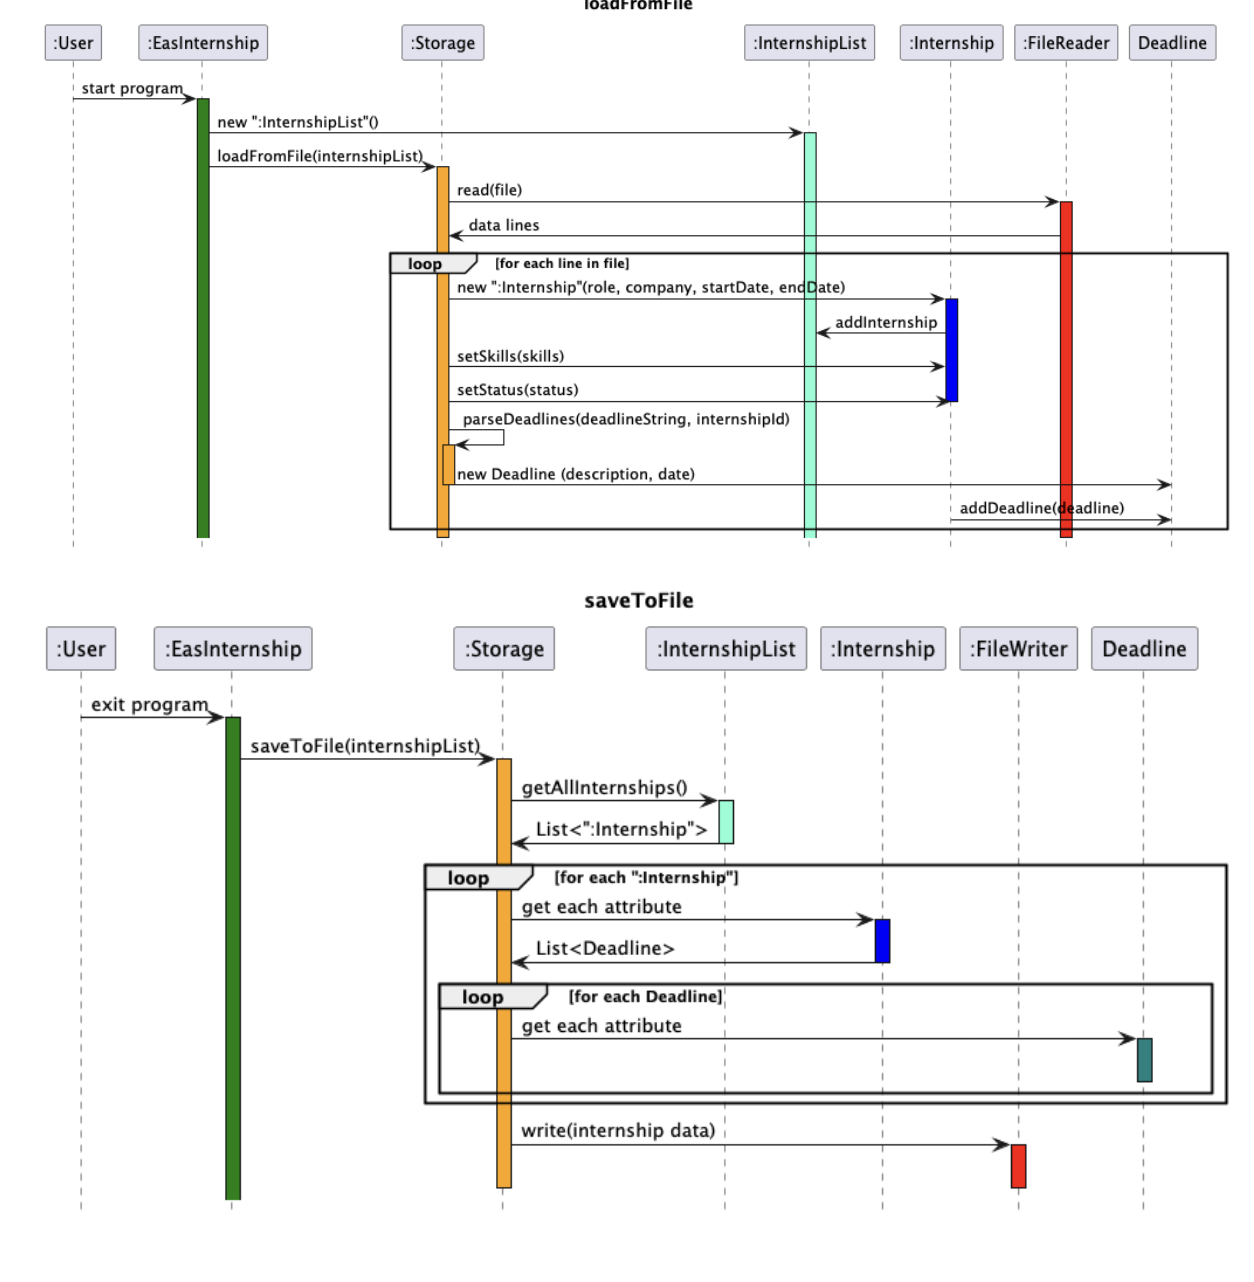 loadFromFile
:User
:EasInternship
:Storage
:InternshipList
:Internship
:FileReader
Deadline
start program
new ":InternshipList"()
loadFromFile(internshipList)
read(file)
data lines
loop [for each line in file]
new ":Internship"(role, company, startDate, endDate)
addInternship
setSkills(skills)
setStatus(status)
parseDeadlines(deadlineString, internshipId)
new Deadline (description, date)
addDeadline(deadline)
saveToFile
:User
:EasInternship
:Storage
:InternshipList
:Internship
:FileWriter
Deadline
exit program
saveToFile(internshipList)
getAllInternships()
List<":Internship">
loop [for each ":Internship"]
get each attribute
List<Deadline>
loop [for each Deadline]
get each attribute
write(internship data)